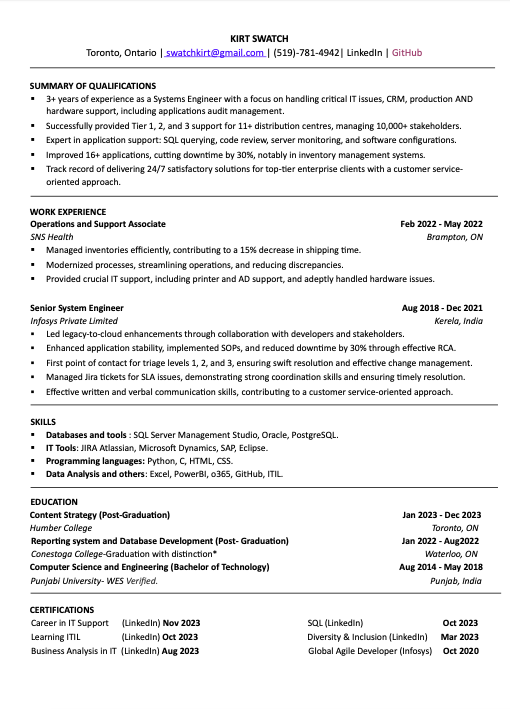 KIRT SWATCH
Toronto, Ontario | swatchkirt@gmail.com | (519)-781-4942| LinkedIn | GitHub
SUMMARY OF QUALIFICATIONS
▪ 3+ years of experience as a Systems Engineer with a focus on handling critical IT issues, CRM, production AND
hardware support, including applications audit management.
▪ Successfully provided Tier 1, 2, and 3 support for 11+ distribution centres, managing 10,000+ stakeholders.
▪ Expert in application support: SQL querying, code review, server monitoring, and software configurations.
▪ Improved 16+ applications, cutting downtime by 30%, notably in inventory management systems.
▪ Track record of delivering 24/7 satisfactory solutions for top-tier enterprise clients with a customer service-
oriented approach.
WORK EXPERIENCE
Operations and Support Associate Feb 2022 - May 2022
SNS Health Brampton, ON
▪ Managed inventories efficiently, contributing to a 15% decrease in shipping time.
▪ Modernized processes, streamlining operations, and reducing discrepancies.
▪ Provided crucial IT support, including printer and AD support, and adeptly handled hardware issues.
Senior System Engineer Aug 2018 - Dec 2021
Infosys Private Limited Kerela, India
▪ Led legacy-to-cloud enhancements through collaboration with developers and stakeholders.
▪ Enhanced application stability, implemented SOPs, and reduced downtime by 30% through effective RCA.
▪ First point of contact for triage levels 1, 2, and 3, ensuring swift resolution and effective change management.
▪ Managed Jira tickets for SLA issues, demonstrating strong coordination skills and ensuring timely resolution.
▪ Effective written and verbal communication skills, contributing to a customer service-oriented approach.
SKILLS
▪ Databases and tools : SQL Server Management Studio, Oracle, PostgreSQL.
▪ IT Tools: JIRA Atlassian, Microsoft Dynamics, SAP, Eclipse.
▪ Programming languages: Python, C, HTML, CSS.
▪ Data Analysis and others: Excel, PowerBI, o365, GitHub, ITIL.
EDUCATION
Content Strategy (Post-Graduation) Jan 2023 - Dec 2023
Humber College Toronto, ON
Reporting system and Database Development (Post- Graduation) Jan 2022 - Aug2022
Conestoga College-Graduation with distinction* Waterloo, ON
Computer Science and Engineering (Bachelor of Technology) Aug 2014 - May 2018
Punjabi University- WES Verified. Punjab, India
CERTIFICATIONS
Career in IT Support (LinkedIn) Nov 2023 SQL (LinkedIn) Oct 2023
Learning ITIL (LinkedIn) Oct 2023 Diversity & Inclusion (LinkedIn) Mar 2023
Business Analysis in IT (LinkedIn) Aug 2023 Global Agile Developer (Infosys) Oct 2020